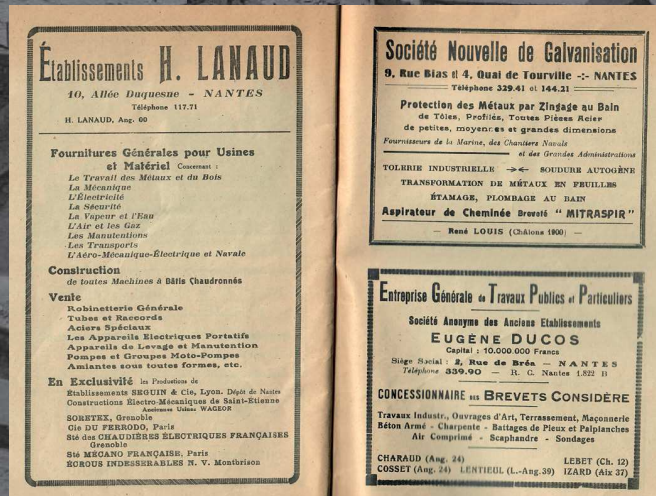 Établissements H. LANAUD
10, Allée Duquesne - NANTES
Téléphone 117.71
H. LANAUD, Ang. 00
Fournitures Générales pour Usines
et Matériel Concernant :
Le Travail des Métaux et du Bois
La Mécanique
L'Électricité
La Sécurité
La Vapeur et l'Eau
L'Air et les Gaz
Les Manutentions
Les Transports
L'Aéro-Mécanique-Électrique et Navale
Construction
de toutes Machines à Bâtis Chaudronnés
Vente
Robinetterie Générale
Tubes et Raccords
Aciers Spéciaux
Les Appareils Electriques Portatifs
Appareils de Levage et Manutention
Pompes et Groupes Moto-Pompes
Amiantes sous toutes formes, etc.
En Exclusivité les Productions de
Établissements SEGUIN & Cie, Lyon. Dépôt de Nantes
Constructions Électro-Mécaniques de Saint-Etienne
Anciennes Usines WAGEOR
SORETEX, Grenoble
Cie DU FERRODO, Paris
Sté des CHAUDIÈRES ÉLECTRIQUES FRANÇAISES
Grenoble
Sté MÉCANO FRANÇAISE, Paris
ÉCROUS INDESSERABLES N. V. Montbrison
Société Nouvelle de Galvanisation
9, Rue Bias et 4, Quai de Tourville -:- NANTES
Téléphone 329.41 et 144.21
Protection des Métaux par Zingage au Bain
de Tôles, Profilés, Toutes Pièces Acier
de petites, moyennes et grandes dimensions
Fournisseurs de la Marine, des Chantiers Navals
et des Grandes Administrations
TOLERIE INDUSTRIELLE -><- SOUDURE AUTOGÈNE
TRANSFORMATION DE MÉTAUX EN FEUILLES
ÉTAMAGE, PLOMBAGE AU BAIN
Aspirateur de Cheminée Breveté "MITRASPIR"
— René LOUIS (Châlons 1900) —
Entreprise Générale de Travaux Publics et Particuliers
Société Anonyme des Anciens Etablissements
EUGÈNE DUCOS
Capital : 10.000.000 Francs
Siège Social : 2, Rue de Bréa — NANTES
Téléphone 339.90 — R. C. Nantes 1.822 B
CONCESSIONNAIRE DES BREVETS CONSIDÈRE
Travaux Industr., Ouvrages d'Art, Terrassement, Maçonnerie
Béton Armé - Charpente - Battages de Pieux et Palplanches
Air Comprimé - Scaphandre - Sondages
CHARAUD (Ang. 24) LEBET (Ch. 12)
COSSET (Ang. 24) LENTIEUL (L.-Ang. 39) IZARD (Aix 37)